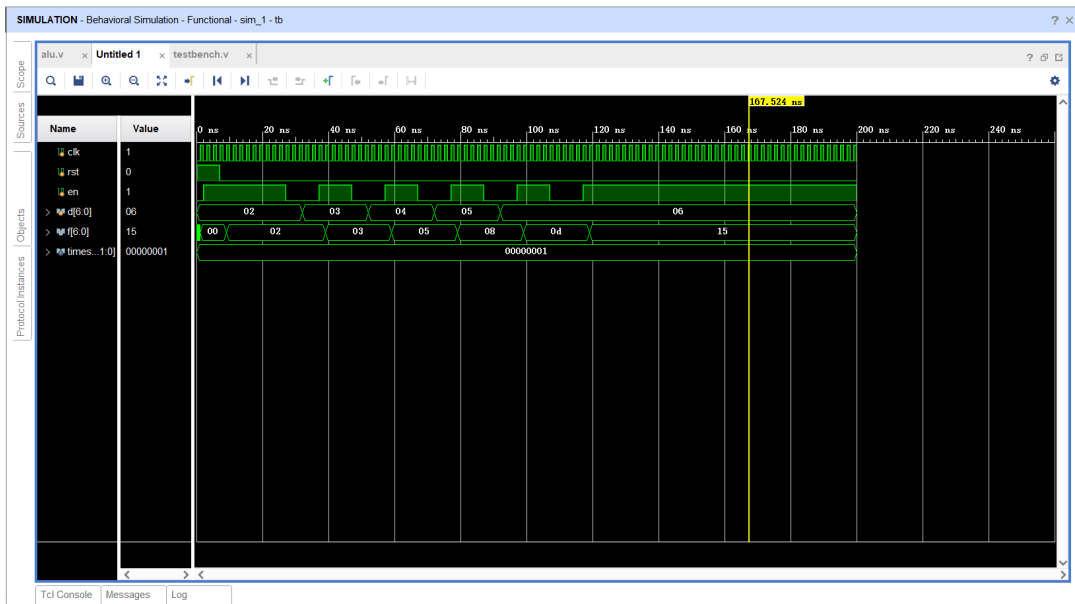 SIMULATION - Behavioral Simulation - Functional - sim_1 - tb
? ×
Scope
Sources
Objects
Protocol Instances
alu.v × Untitled 1 × testbench.v ×
?
167.524 ns
Name Value
0 ns 20 ns 40 ns 60 ns 80 ns 100 ns 120 ns 140 ns 160 ns 180 ns 200 ns 220 ns 240 ns
clk 1
rst 0
en 1
> d[6:0] 06 02 03 04 05 06
> f[6:0] 15 00 02 03 05 08 0d 15
> times...1:0] 00000001 00000001
Tcl Console Messages Log